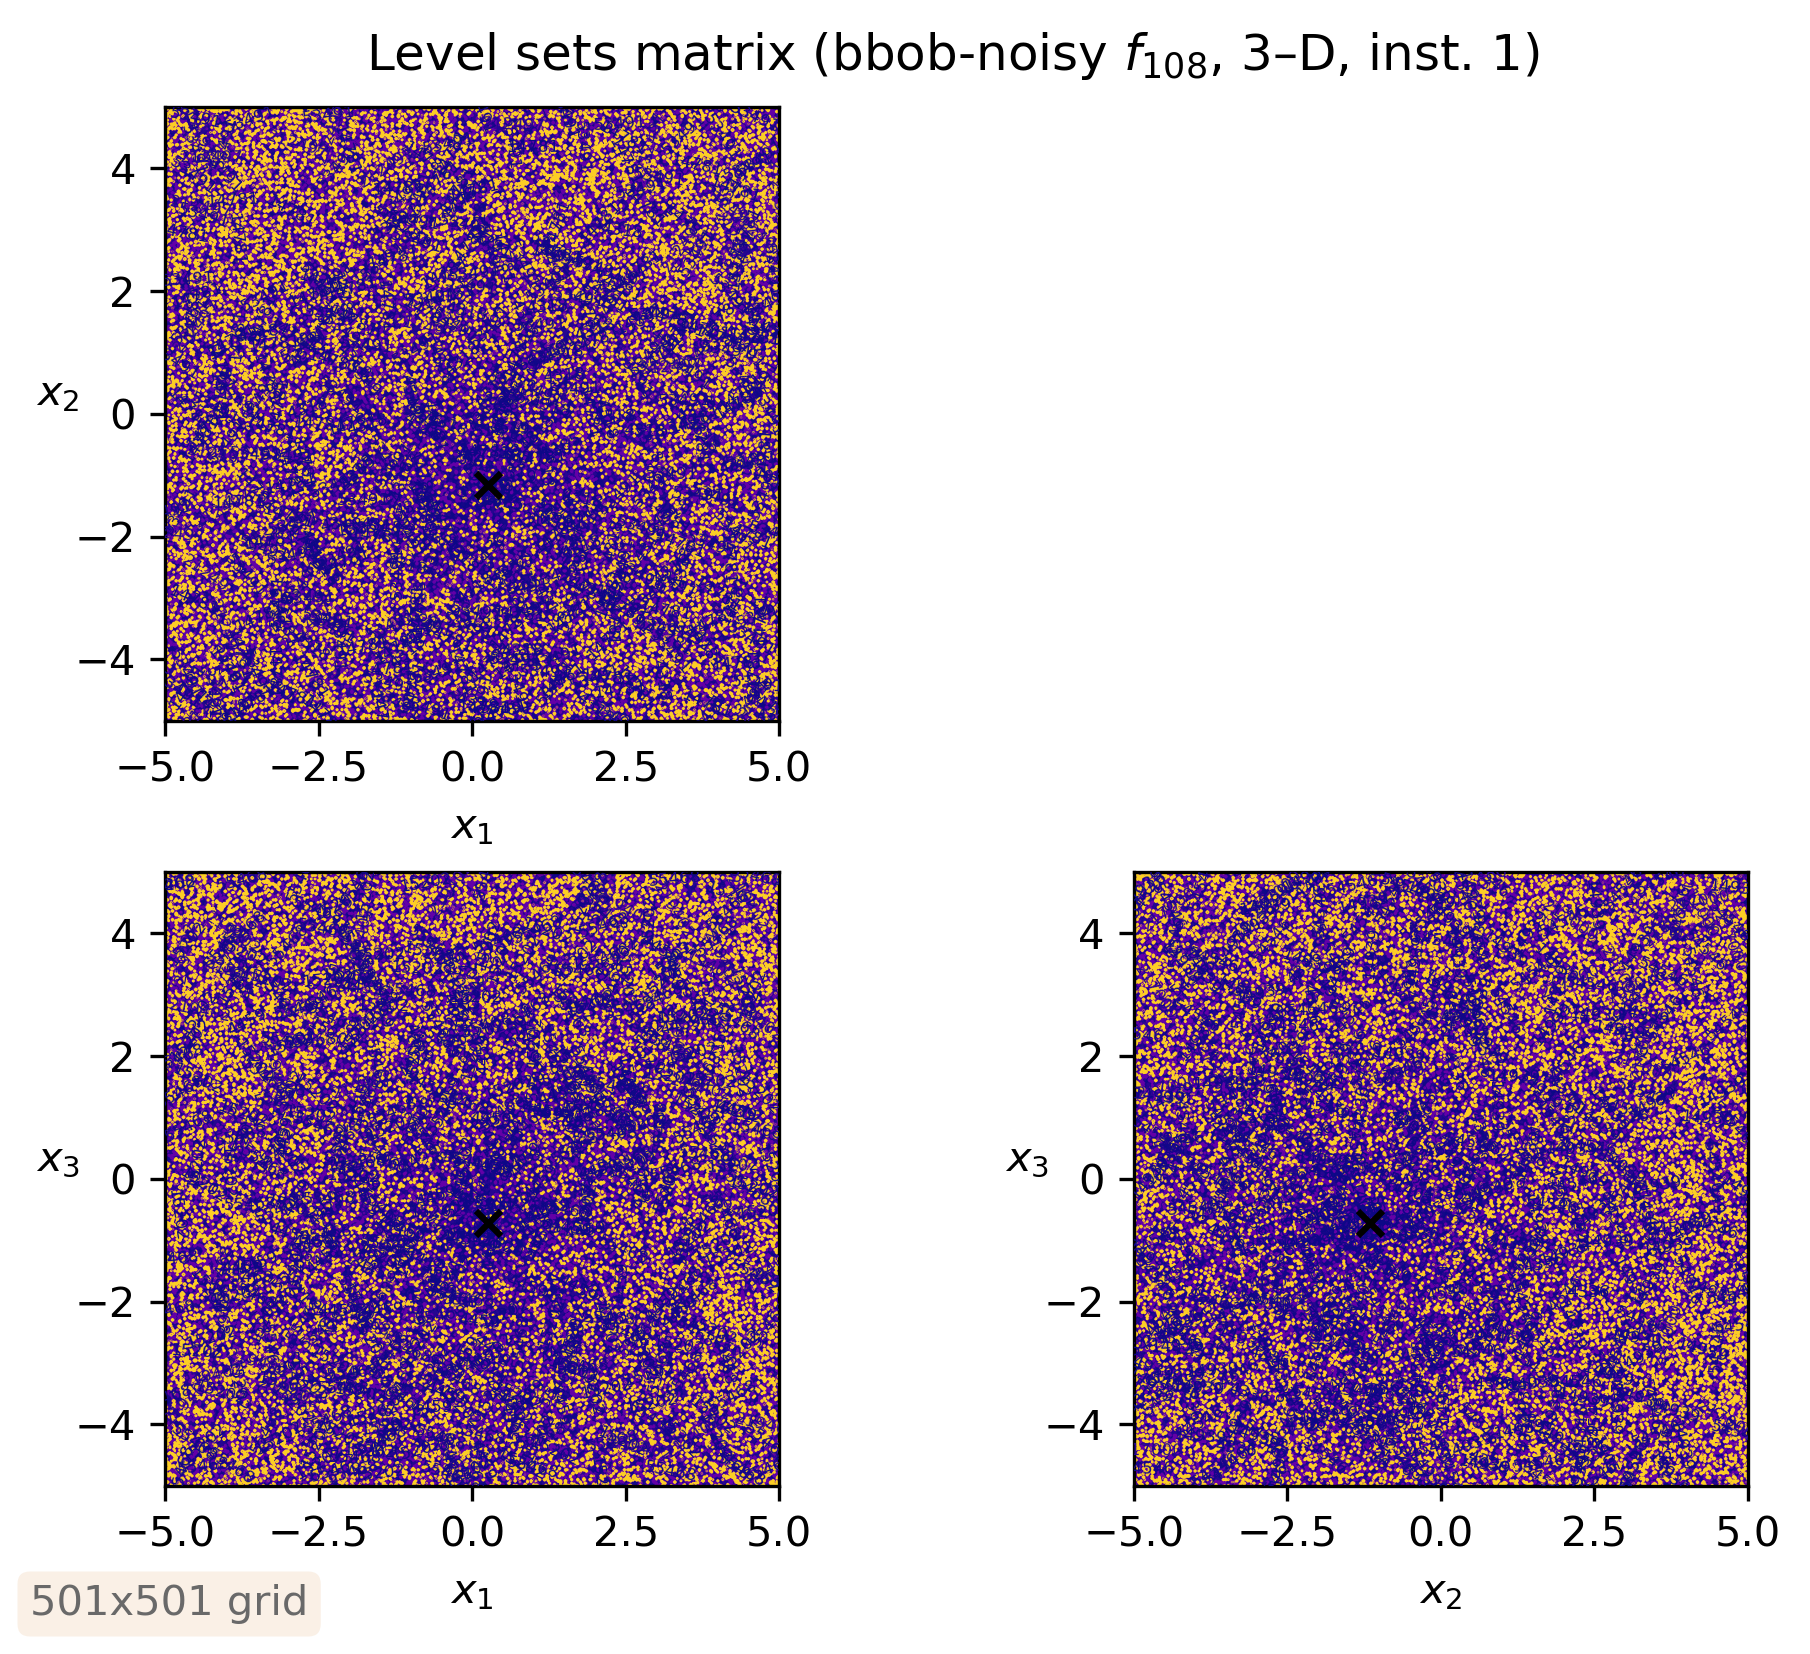 Level sets matrix (bbob-noisy f₁₀₈, 3–D, inst. 1)
4
2
x₂ 0
−2
−4
−5.0 −2.5 0.0 2.5 5.0
x₁
4
2
x₃ 0
−2
−4
−5.0 −2.5 0.0 2.5 5.0
x₁
4
2
x₃ 0
−2
−4
−5.0 −2.5 0.0 2.5 5.0
x₂
501x501 grid